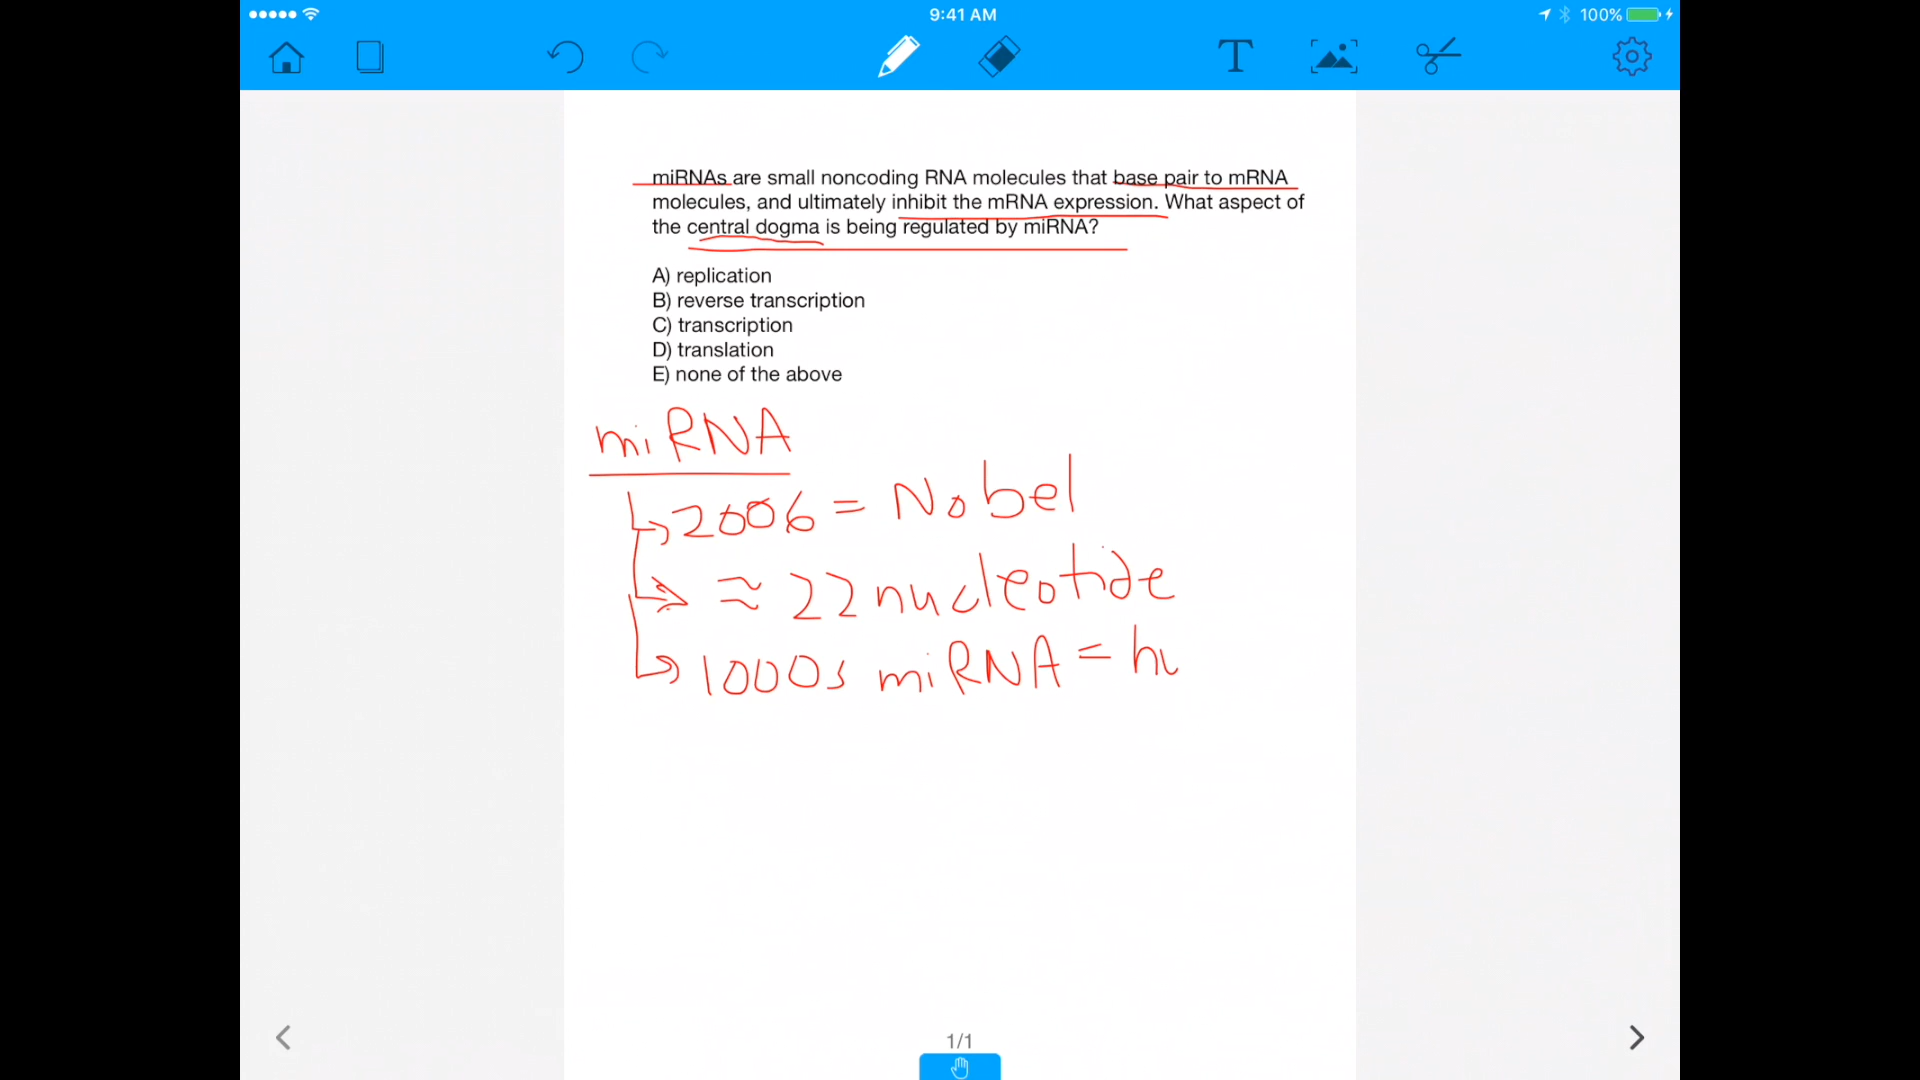 9:41 AM
100%
T
miRNAs are small noncoding RNA molecules that base pair to mRNA
molecules, and ultimately inhibit the mRNA expression. What aspect of
the central dogma is being regulated by miRNA?
A) replication
B) reverse transcription
C) transcription
D) translation
E) none of the above
miRNA
2006 = Nobel
≈ 22 nucleotide
1000s miRNA = hu
1/1